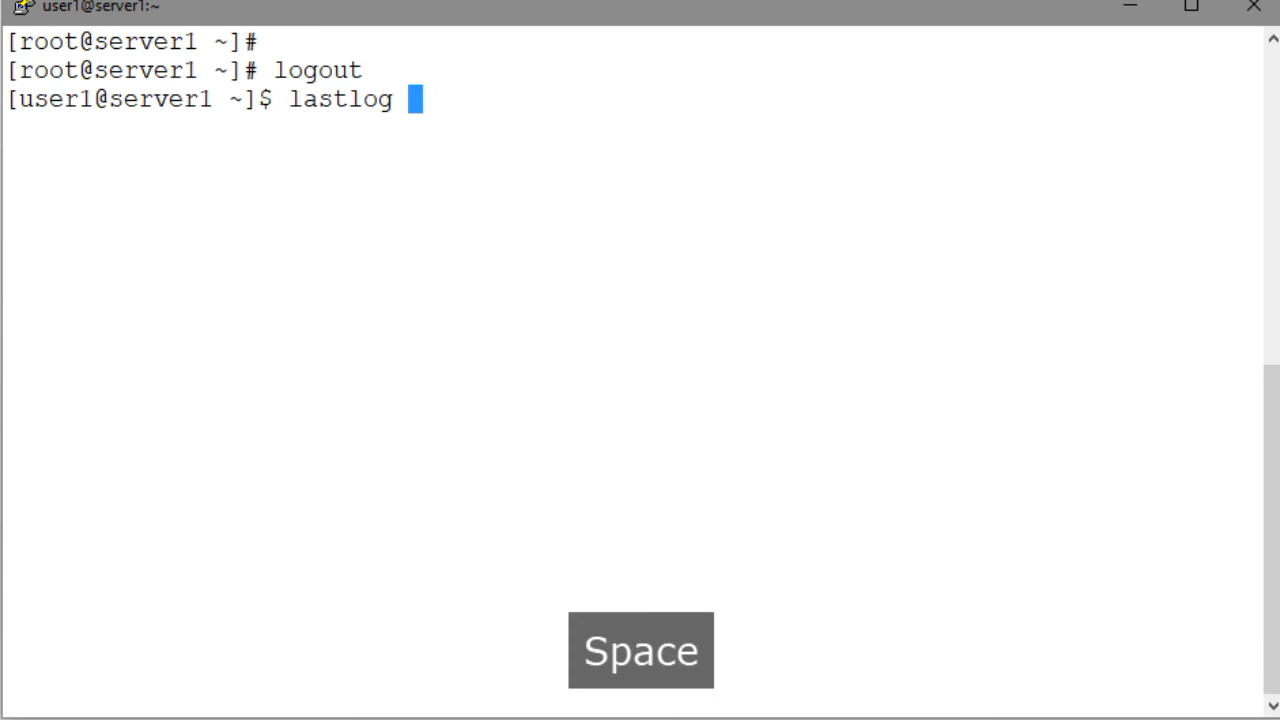 user1@server1:~
[root@server1 ~]#
[root@server1 ~]# logout
[user1@server1 ~]$ lastlog
Space